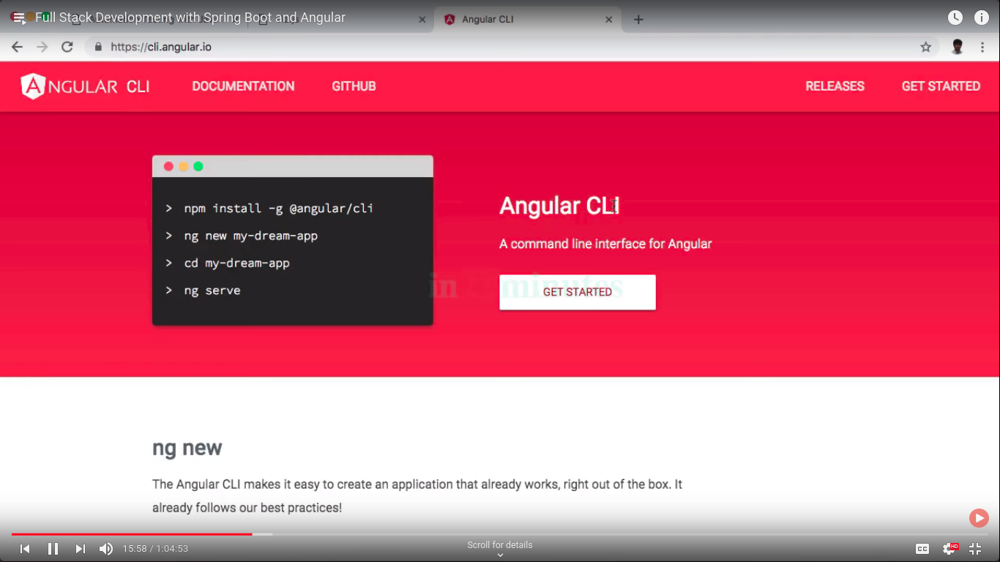 Full Stack Development with Spring Boot and Angular
Angular CLI
https://cli.angular.io
ANGULAR CLI
DOCUMENTATION
GITHUB
RELEASES
GET STARTED
> npm install -g @angular/cli
> ng new my-dream-app
> cd my-dream-app
> ng serve
Angular CLI
A command line interface for Angular
in minutes
GET STARTED
ng new
The Angular CLI makes it easy to create an application that already works, right out of the box. It
already follows our best practices!
15:58 / 1:04:53
Scroll for details
CC
HD